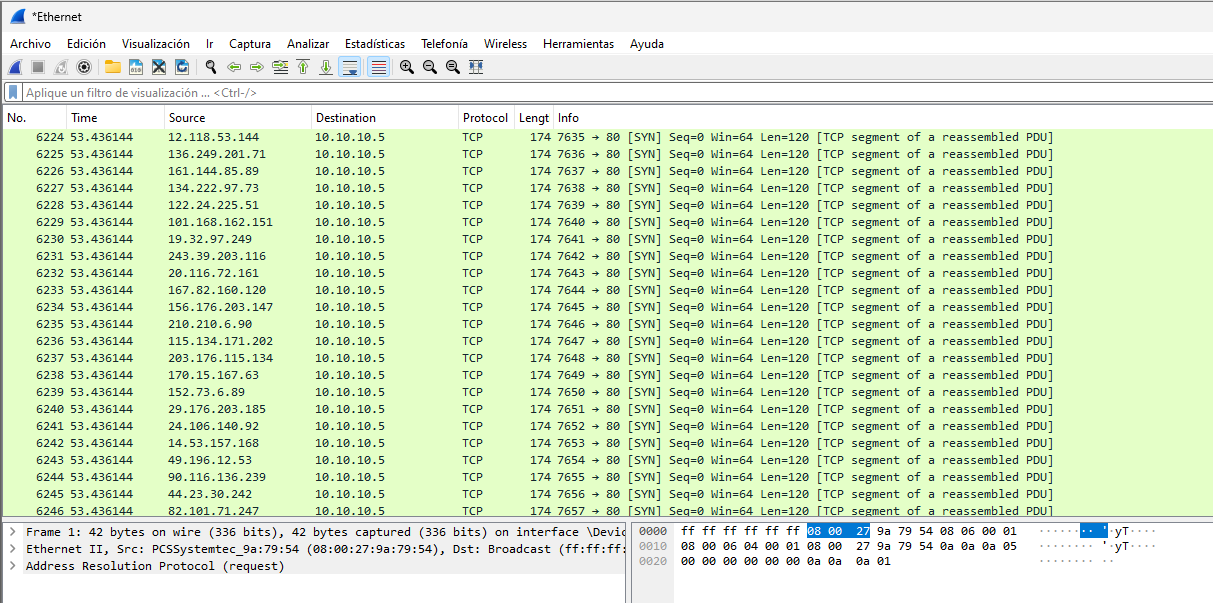 *Ethernet
Archivo Edición Visualización Ir Captura Analizar Estadísticas Telefonía Wireless Herramientas Ayuda
Aplique un filtro de visualización ... <Ctrl-/>
No. Time Source Destination Protocol Lengt Info
6224 53.436144 12.118.53.144 10.10.10.5 TCP 174 7635 → 80 [SYN] Seq=0 Win=64 Len=120 [TCP segment of a reassembled PDU]
6225 53.436144 136.249.201.71 10.10.10.5 TCP 174 7636 → 80 [SYN] Seq=0 Win=64 Len=120 [TCP segment of a reassembled PDU]
6226 53.436144 161.144.85.89 10.10.10.5 TCP 174 7637 → 80 [SYN] Seq=0 Win=64 Len=120 [TCP segment of a reassembled PDU]
6227 53.436144 134.222.97.73 10.10.10.5 TCP 174 7638 → 80 [SYN] Seq=0 Win=64 Len=120 [TCP segment of a reassembled PDU]
6228 53.436144 122.24.225.51 10.10.10.5 TCP 174 7639 → 80 [SYN] Seq=0 Win=64 Len=120 [TCP segment of a reassembled PDU]
6229 53.436144 101.168.162.151 10.10.10.5 TCP 174 7640 → 80 [SYN] Seq=0 Win=64 Len=120 [TCP segment of a reassembled PDU]
6230 53.436144 19.32.97.249 10.10.10.5 TCP 174 7641 → 80 [SYN] Seq=0 Win=64 Len=120 [TCP segment of a reassembled PDU]
6231 53.436144 243.39.203.116 10.10.10.5 TCP 174 7642 → 80 [SYN] Seq=0 Win=64 Len=120 [TCP segment of a reassembled PDU]
6232 53.436144 20.116.72.161 10.10.10.5 TCP 174 7643 → 80 [SYN] Seq=0 Win=64 Len=120 [TCP segment of a reassembled PDU]
6233 53.436144 167.82.160.120 10.10.10.5 TCP 174 7644 → 80 [SYN] Seq=0 Win=64 Len=120 [TCP segment of a reassembled PDU]
6234 53.436144 156.176.203.147 10.10.10.5 TCP 174 7645 → 80 [SYN] Seq=0 Win=64 Len=120 [TCP segment of a reassembled PDU]
6235 53.436144 210.210.6.90 10.10.10.5 TCP 174 7646 → 80 [SYN] Seq=0 Win=64 Len=120 [TCP segment of a reassembled PDU]
6236 53.436144 115.134.171.202 10.10.10.5 TCP 174 7647 → 80 [SYN] Seq=0 Win=64 Len=120 [TCP segment of a reassembled PDU]
6237 53.436144 203.176.115.134 10.10.10.5 TCP 174 7648 → 80 [SYN] Seq=0 Win=64 Len=120 [TCP segment of a reassembled PDU]
6238 53.436144 170.15.167.63 10.10.10.5 TCP 174 7649 → 80 [SYN] Seq=0 Win=64 Len=120 [TCP segment of a reassembled PDU]
6239 53.436144 152.73.6.89 10.10.10.5 TCP 174 7650 → 80 [SYN] Seq=0 Win=64 Len=120 [TCP segment of a reassembled PDU]
6240 53.436144 29.176.203.185 10.10.10.5 TCP 174 7651 → 80 [SYN] Seq=0 Win=64 Len=120 [TCP segment of a reassembled PDU]
6241 53.436144 24.106.140.92 10.10.10.5 TCP 174 7652 → 80 [SYN] Seq=0 Win=64 Len=120 [TCP segment of a reassembled PDU]
6242 53.436144 14.53.157.168 10.10.10.5 TCP 174 7653 → 80 [SYN] Seq=0 Win=64 Len=120 [TCP segment of a reassembled PDU]
6243 53.436144 49.196.12.53 10.10.10.5 TCP 174 7654 → 80 [SYN] Seq=0 Win=64 Len=120 [TCP segment of a reassembled PDU]
6244 53.436144 90.116.136.239 10.10.10.5 TCP 174 7655 → 80 [SYN] Seq=0 Win=64 Len=120 [TCP segment of a reassembled PDU]
6245 53.436144 44.23.30.242 10.10.10.5 TCP 174 7656 → 80 [SYN] Seq=0 Win=64 Len=120 [TCP segment of a reassembled PDU]
6246 53.436144 82.101.71.247 10.10.10.5 TCP 174 7657 → 80 [SYN] Seq=0 Win=64 Len=120 [TCP segment of a reassembled PDU]
Frame 1: 42 bytes on wire (336 bits), 42 bytes captured (336 bits) on interface \Devic
Ethernet II, Src: PCSSystemtec_9a:79:54 (08:00:27:9a:79:54), Dst: Broadcast (ff:ff:ff:
Address Resolution Protocol (request)
0000 ff ff ff ff ff ff 08 00 27 9a 79 54 08 06 00 01 ········'·yT····
0010 08 00 06 04 00 01 08 00 27 9a 79 54 0a 0a 0a 05 ········'·yT····
0020 00 00 00 00 00 00 0a 0a 0a 01 ··········